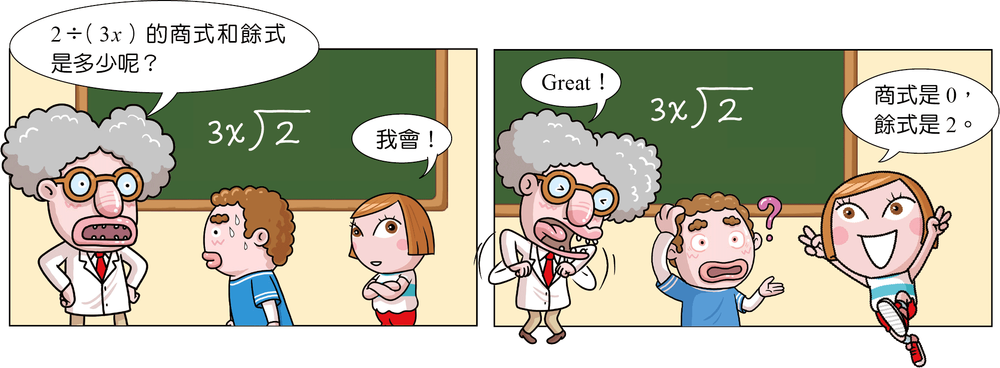 2÷(3x)的商式和餘式
是多少呢？
3x)2
我會！
Great！
3x)2
商式是0，
餘式是2。